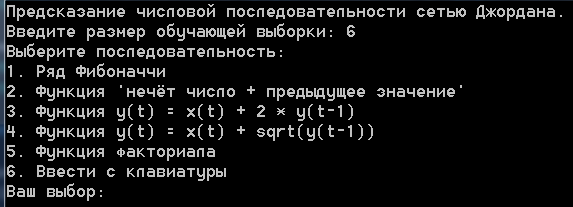 Предсказание числовой последовательности сетью Джордана.
Введите размер обучающей выборки: 6
Выберите последовательность:
1. Ряд Фибоначчи
2. Функция 'нечёт число + предыдущее значение'
3. Функция y(t) = x(t) + 2 * y(t-1)
4. Функция y(t) = x(t) + sqrt(y(t-1))
5. Функция факториала
6. Ввести с клавиатуры
Ваш выбор: